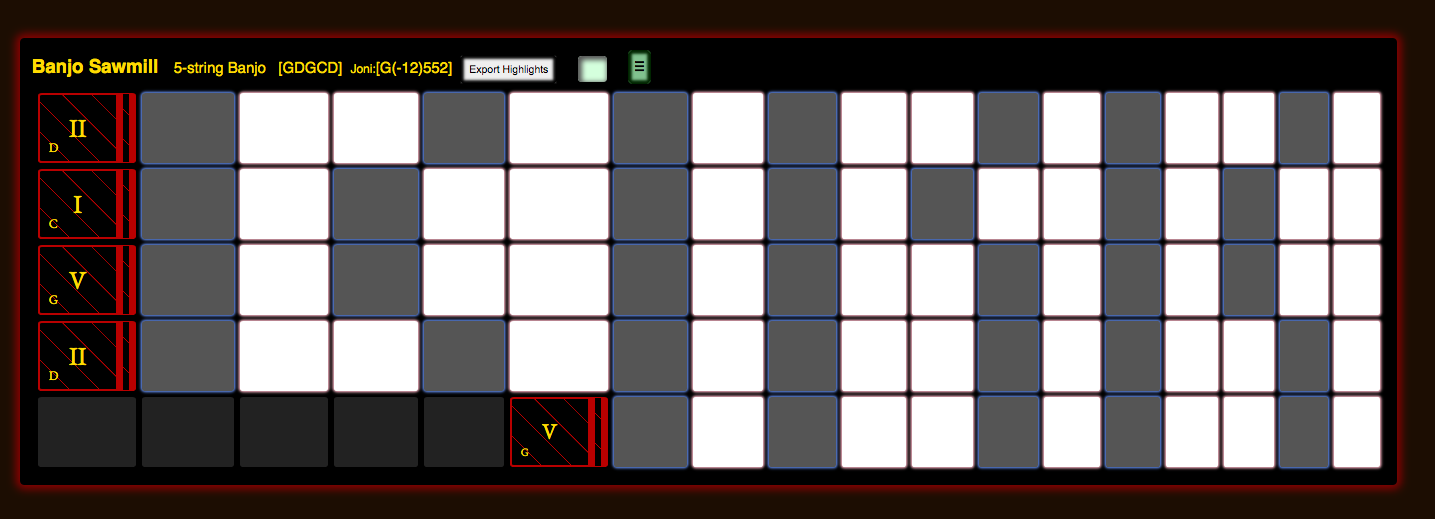 Banjo Sawmill 5-string Banjo [GDGCD] Joni:[G(-12)552] Export Highlights
II
D
I
C
V
G
II
D
V
G